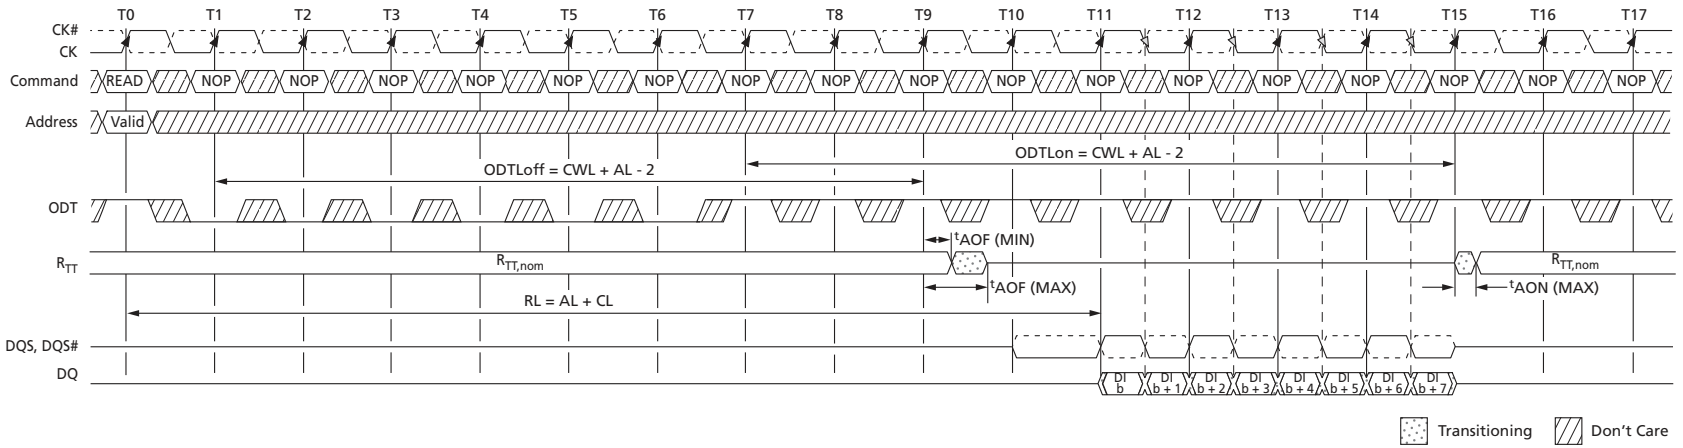 T0 T1 T2 T3 T4 T5 T6 T7 T8 T9 T10 T11 T12 T13 T14 T15 T16 T17
CK#
CK
Command READ NOP NOP NOP NOP NOP NOP NOP NOP NOP NOP NOP NOP NOP NOP NOP NOP NOP
Address Valid
ODTLon = CWL + AL - 2
ODTLoff = CWL + AL - 2
ODT
tAOF (MIN)
RTT RTT,nom RTT,nom
tAOF (MAX) tAON (MAX)
RL = AL + CL
DQS, DQS#
DQ DI b DI b + 1 DI b + 2 DI b + 3 DI b + 4 DI b + 5 DI b + 6 DI b + 7
Transitioning Don't Care